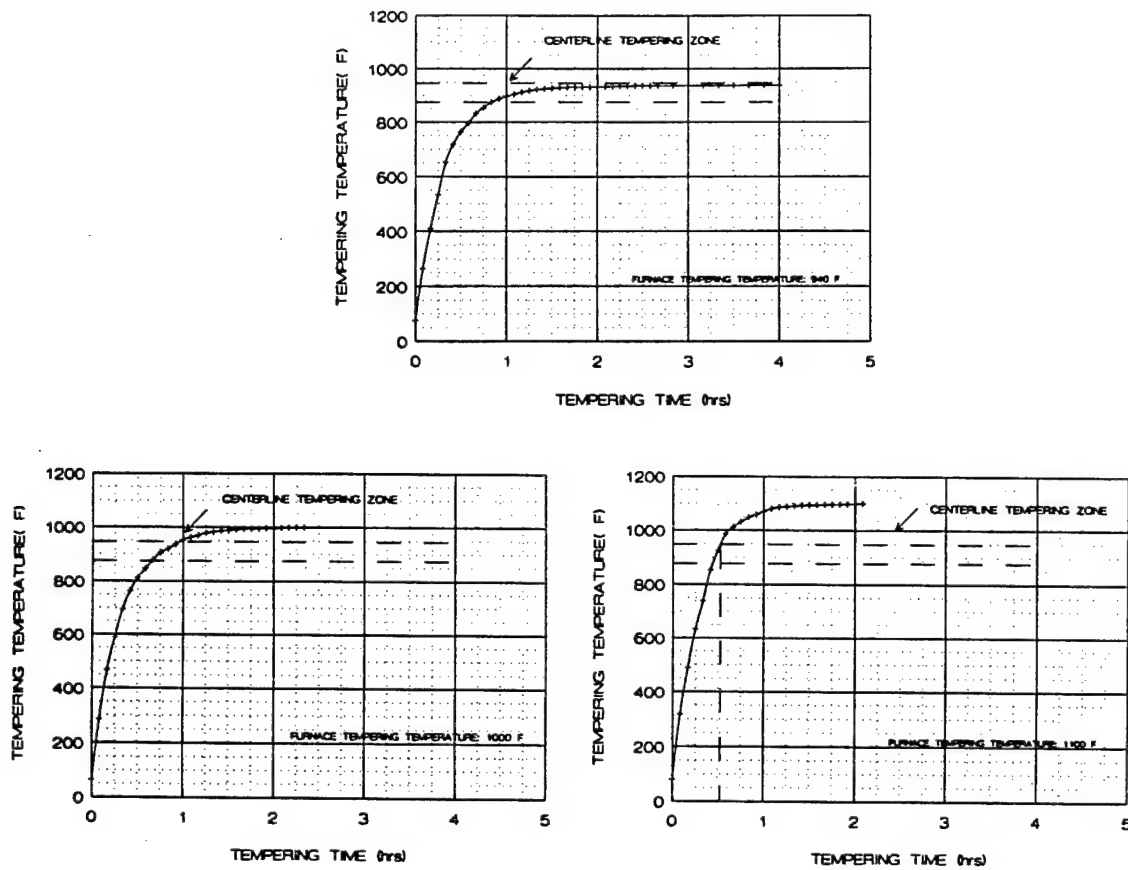 1200
1000
800
600
400
200
0
TEMPERING TEMPERATURE( F)
CENTERLINE TEMPERING ZONE
FURNACE TEMPERING TEMPERATURE: 940 F
0 1 2 3 4 5
TEMPERING TIME (hrs)
1200
1000
800
600
400
200
0
TEMPERING TEMPERATURE( F)
CENTERLINE TEMPERING ZONE
FURNACE TEMPERING TEMPERATURE: 1000 F
0 1 2 3 4 5
TEMPERING TIME (hrs)
1200
1000
800
600
400
200
0
TEMPERING TEMPERATURE( F)
CENTERLINE TEMPERING ZONE
FURNACE TEMPERING TEMPERATURE: 1100 F
0 1 2 3 4 5
TEMPERING TIME (hrs)